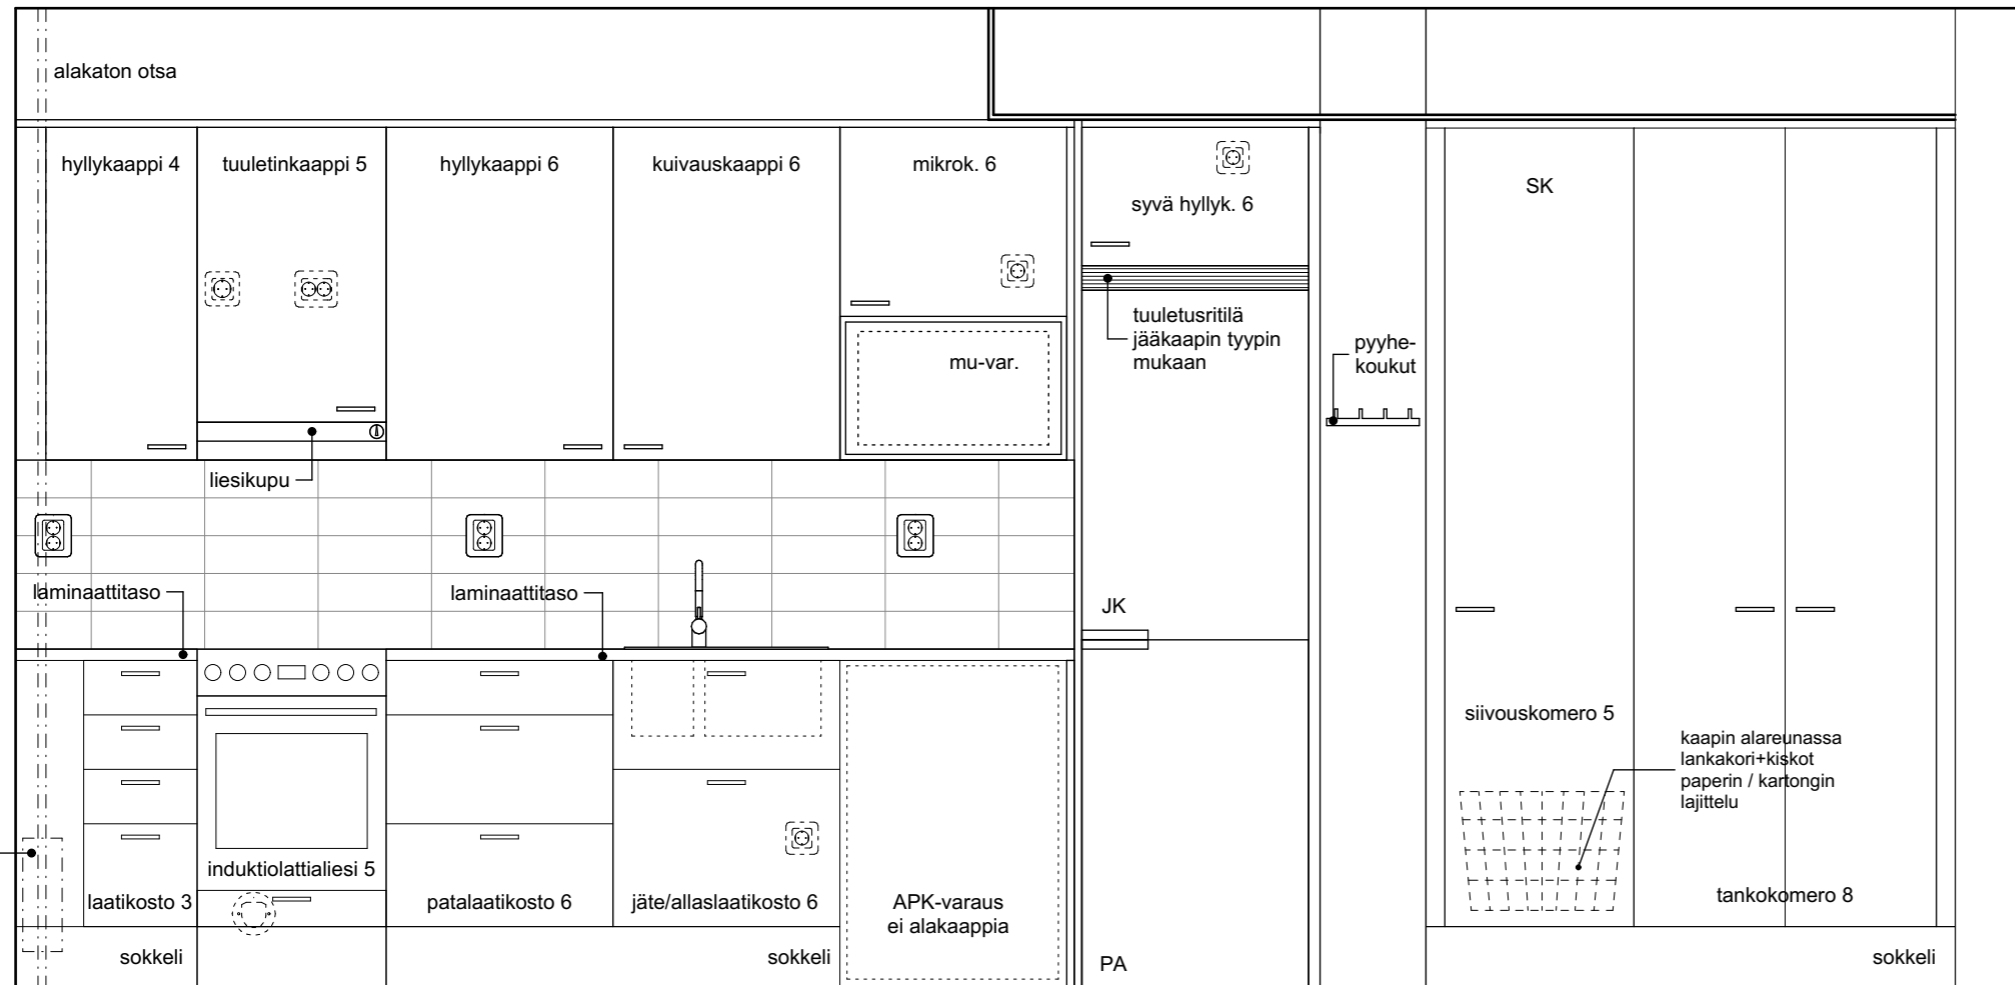 alakaton otsa
hyllykaappi 4
tuuletinkaappi 5
hyllykaappi 6
kuivauskaappi 6
mikrok. 6
syvä hyllyk. 6
SK
tuuletusritilä
jääkaapin tyypin
mukaan
pyyhe-
koukut
mu-var.
liesikupu
laminaattitaso
laminaattitaso
JK
siivouskomero 5
kaapin alareunassa
lankakori+kiskot
paperin / kartongin
lajittelu
induktiolattialiesi 5
laatikosto 3
patalaatikosto 6
jäte/allaslaatikosto 6
APK-varaus
ei alakaappia
tankokomero 8
sokkeli
sokkeli
PA
sokkeli